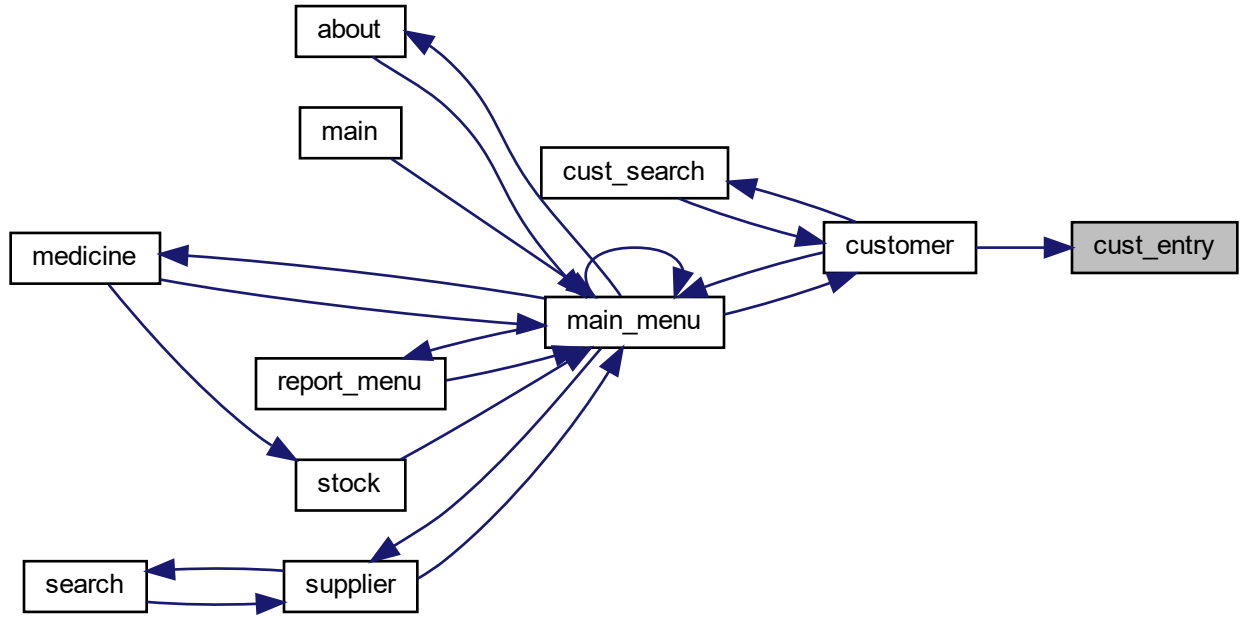 about
main
cust_search
customer
cust_entry
medicine
main_menu
report_menu
stock
search
supplier